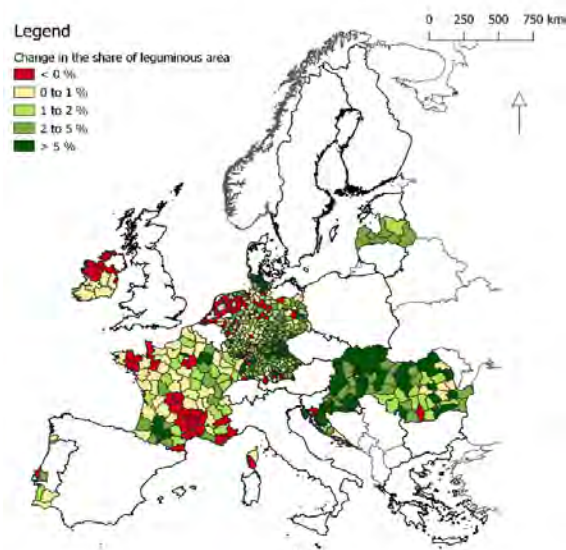 0 250 500 750 km
Legend
Change in the share of leguminous area
< 0 %
0 to 1 %
1 to 2 %
2 to 5 %
> 5 %